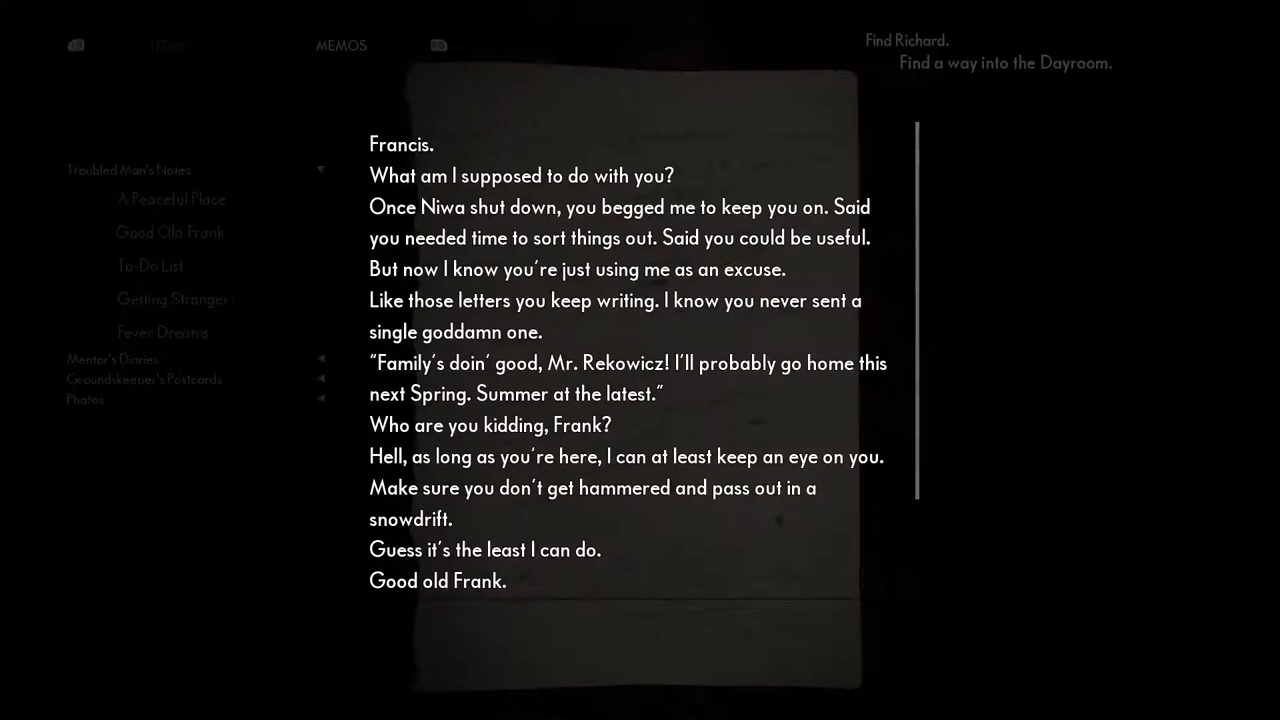 MEMOS
Find Richard.
Find a way into the Dayroom.
Troubled Man's Notes
A Peaceful Place
Good Old Frank
To-Do List
Getting Stranger
Fever Dreams
Mentor's Diaries
Groundskeeper's Postcards
Photos
Francis.
What am I supposed to do with you?
Once Niwa shut down, you begged me to keep you on. Said
you needed time to sort things out. Said you could be useful.
But now I know you're just using me as an excuse.
Like those letters you keep writing. I know you never sent a
single goddamn one.
"Family's doin' good, Mr. Rekowicz! I'll probably go home this
next Spring. Summer at the latest."
Who are you kidding, Frank?
Hell, as long as you're here, I can at least keep an eye on you.
Make sure you don't get hammered and pass out in a
snowdrift.
Guess it's the least I can do.
Good old Frank.